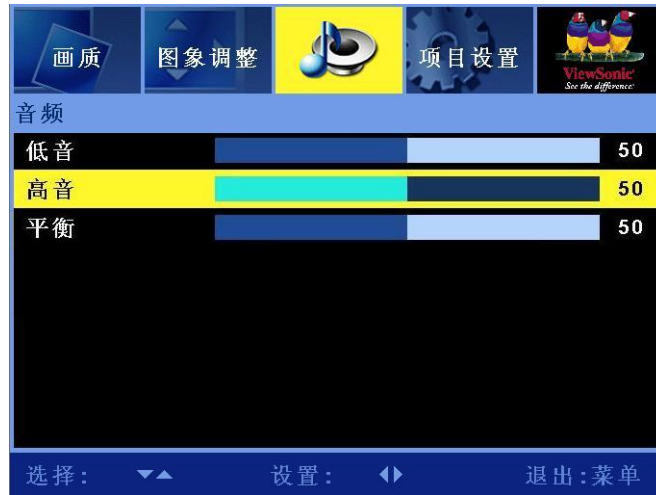 画质 图象调整 项目设置
ViewSonic
See the difference
音频
低音 50
高音 50
平衡 50
选择: 设置: 退出:菜单